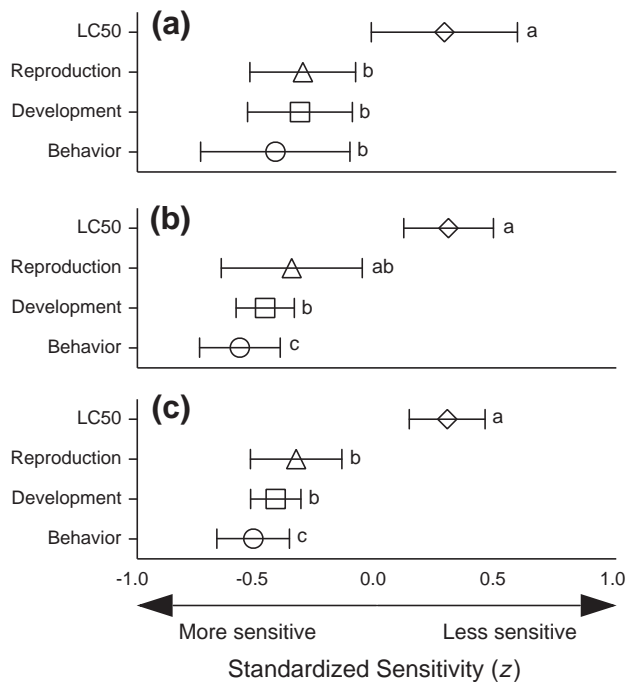 (a)
LC50 a
Reproduction b
Development b
Behavior b
(b)
LC50 a
Reproduction ab
Development b
Behavior c
(c)
LC50 a
Reproduction b
Development b
Behavior c
-1.0 -0.5 0.0 0.5 1.0
More sensitive Less sensitive
Standardized Sensitivity (z)